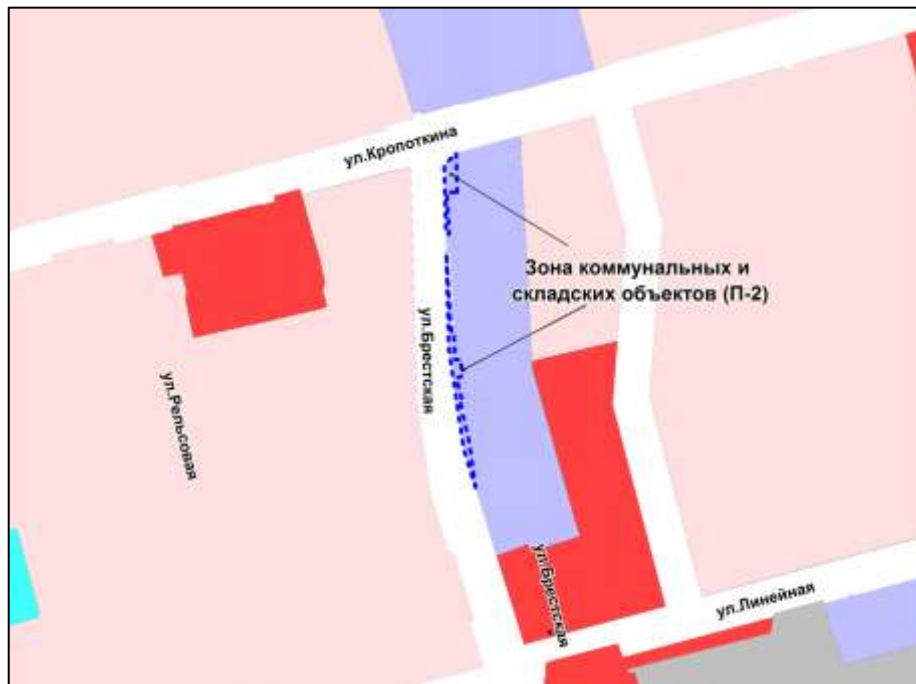 ул.Кропоткина
Зона коммунальных и
складских объектов (П-2)
ул.Брестская
ул.Рельсовая
ул.Брестская
ул.Линейная